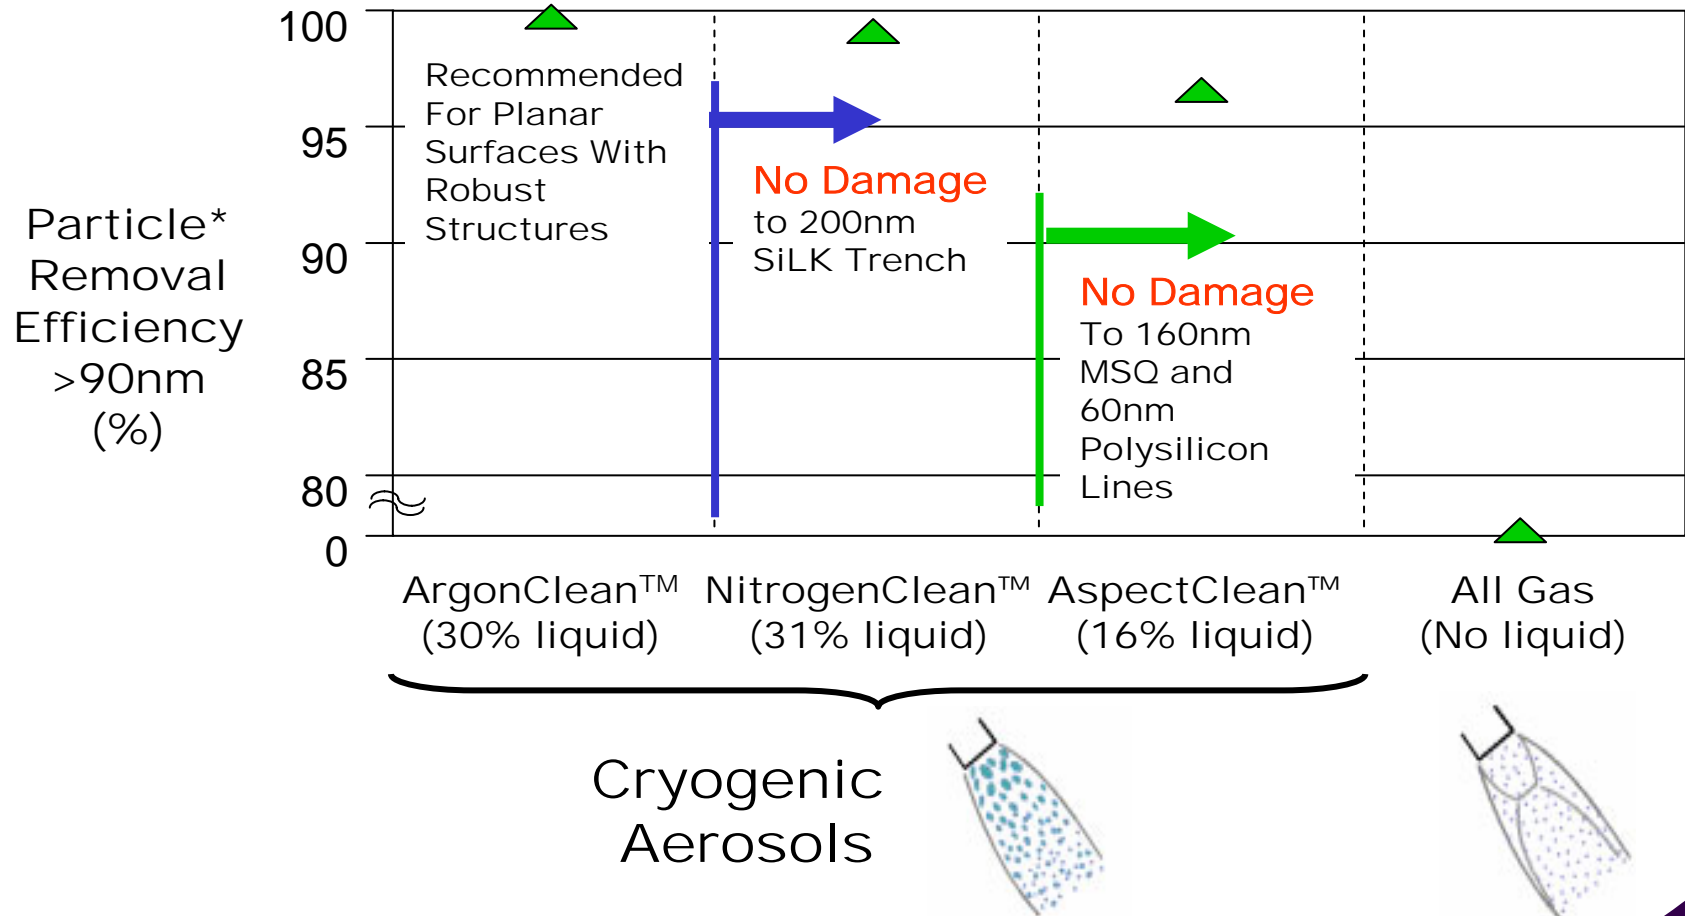 100
95
90
85
80
0
Particle*
Removal
Efficiency
>90nm
(%)
Recommended
For Planar
Surfaces With
Robust
Structures
No Damage
to 200nm
SiLK Trench
No Damage
To 160nm
MSQ and
60nm
Polysilicon
Lines
ArgonClean™
(30% liquid)
NitrogenClean™
(31% liquid)
AspectClean™
(16% liquid)
All Gas
(No liquid)
Cryogenic
Aerosols